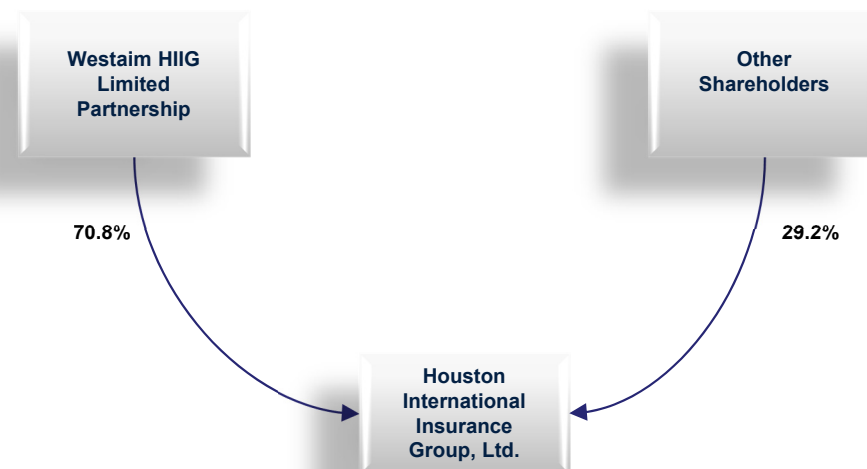 Westaim HIIG
Limited
Partnership
Other
Shareholders
70.8%
29.2%
Houston
International
Insurance
Group, Ltd.